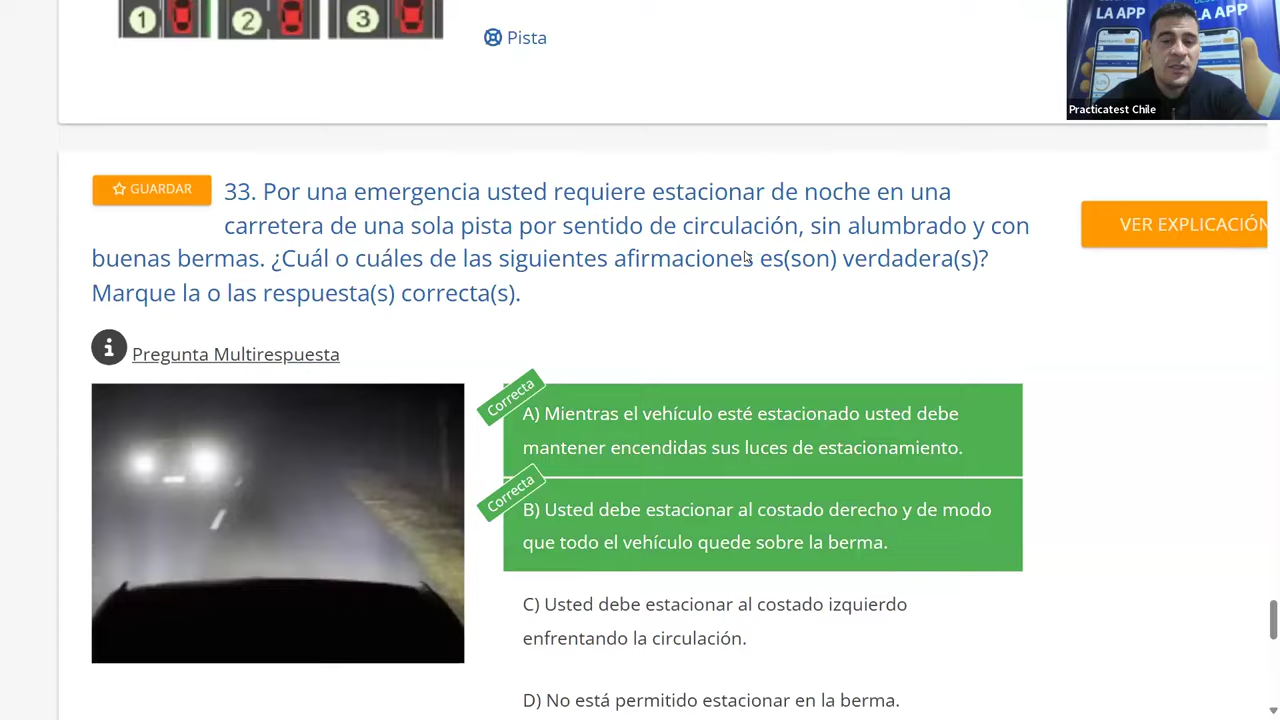 LA APP
LA APP
Practicatest Chile
1
2
3
Pista
GUARDAR
33. Por una emergencia usted requiere estacionar de noche en una
carretera de una sola pista por sentido de circulación, sin alumbrado y con
buenas bermas. ¿Cuál o cuáles de las siguientes afirmaciones es(son) verdadera(s)?
Marque la o las respuesta(s) correcta(s).
VER EXPLICACIÓN
Pregunta Multirespuesta
Correcta
A) Mientras el vehículo esté estacionado usted debe
mantener encendidas sus luces de estacionamiento.
Correcta
B) Usted debe estacionar al costado derecho y de modo
que todo el vehículo quede sobre la berma.
C) Usted debe estacionar al costado izquierdo
enfrentando la circulación.
D) No está permitido estacionar en la berma.